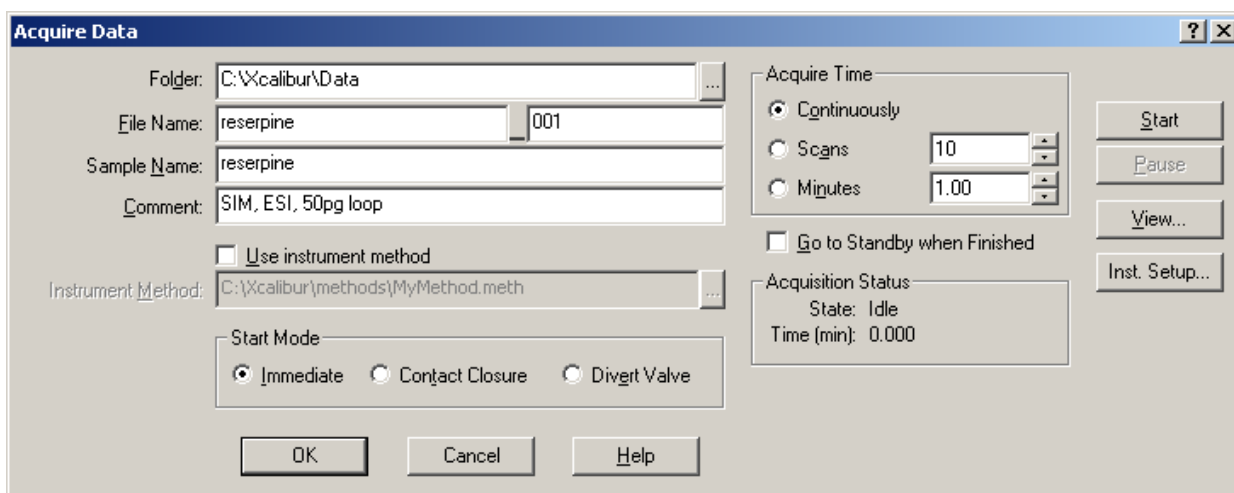 Acquire Data
Folder: C:\Xcalibur\Data ...
File Name: reserpine _ 001
Sample Name: reserpine
Comment: SIM, ESI, 50pg loop
Use instrument method
Instrument Method: C:\Xcalibur\methods\MyMethod.meth ...
Start Mode
Immediate Contact Closure Divert Valve
OK Cancel Help
Acquire Time
Continuously
Scans 10
Minutes 1.00
Go to Standby when Finished
Acquisition Status
State: Idle
Time (min): 0.000
Start
Pause
View...
Inst. Setup...